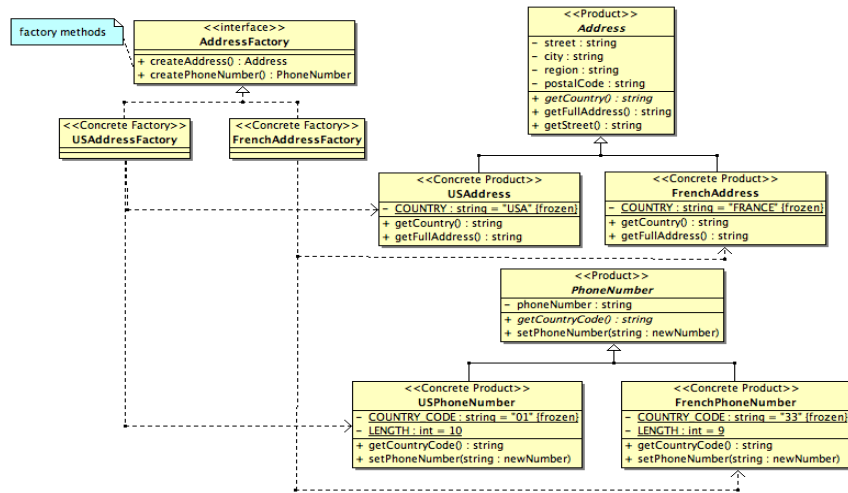 factory methods
<<interface>>
AddressFactory
+ createAddress() : Address
+ createPhoneNumber() : PhoneNumber
<<Concrete Factory>>
USAddressFactory
<<Concrete Factory>>
FrenchAddressFactory
<<Product>>
Address
– street : string
– city : string
– region : string
– postalCode : string
+ getCountry() : string
+ getFullAddress() : string
+ getStreet() : string
<<Concrete Product>>
USAddress
– COUNTRY : string = "USA" {frozen}
+ getCountry() : string
+ getFullAddress() : string
<<Concrete Product>>
FrenchAddress
– COUNTRY : string = "FRANCE" {frozen}
+ getCountry() : string
+ getFullAddress() : string
<<Product>>
PhoneNumber
– phoneNumber : string
+ getCountryCode() : string
+ setPhoneNumber(string : newNumber)
<<Concrete Product>>
USPhoneNumber
– COUNTRY_CODE : string = "01" {frozen}
– LENGTH : int = 10
+ getCountryCode() : string
+ setPhoneNumber(string : newNumber)
<<Concrete Product>>
FrenchPhoneNumber
– COUNTRY_CODE : string = "33" {frozen}
– LENGTH : int = 9
+ getCountryCode() : string
+ setPhoneNumber(string : newNumber)